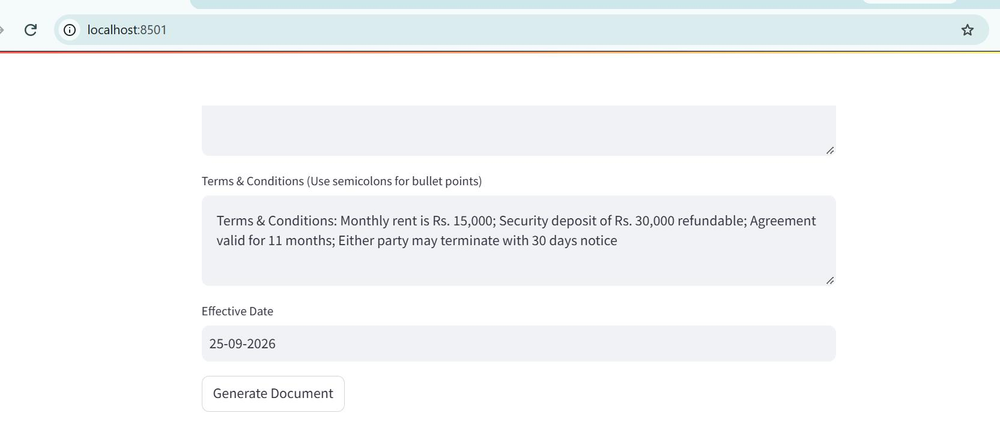 localhost:8501
Terms & Conditions (Use semicolons for bullet points)
Terms & Conditions: Monthly rent is Rs. 15,000; Security deposit of Rs. 30,000 refundable; Agreement
valid for 11 months; Either party may terminate with 30 days notice
Effective Date
25-09-2026
Generate Document